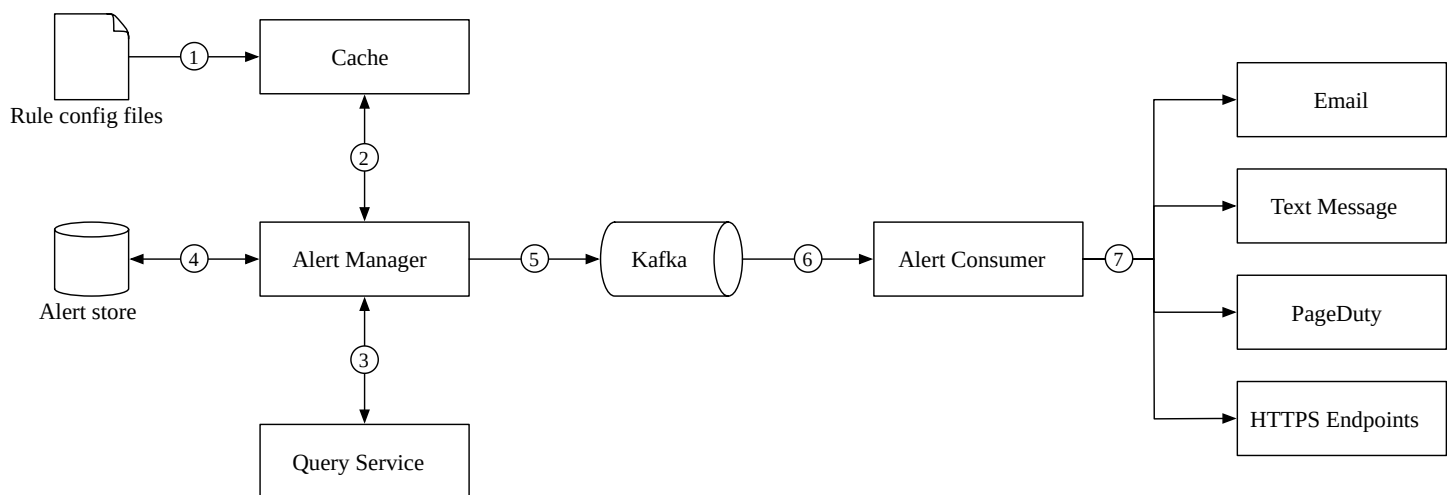 1
Cache
Rule config files
Email
2
Text Message
4
Alert Manager
5
Kafka
6
Alert Consumer
7
Alert store
PageDuty
3
HTTPS Endpoints
Query Service